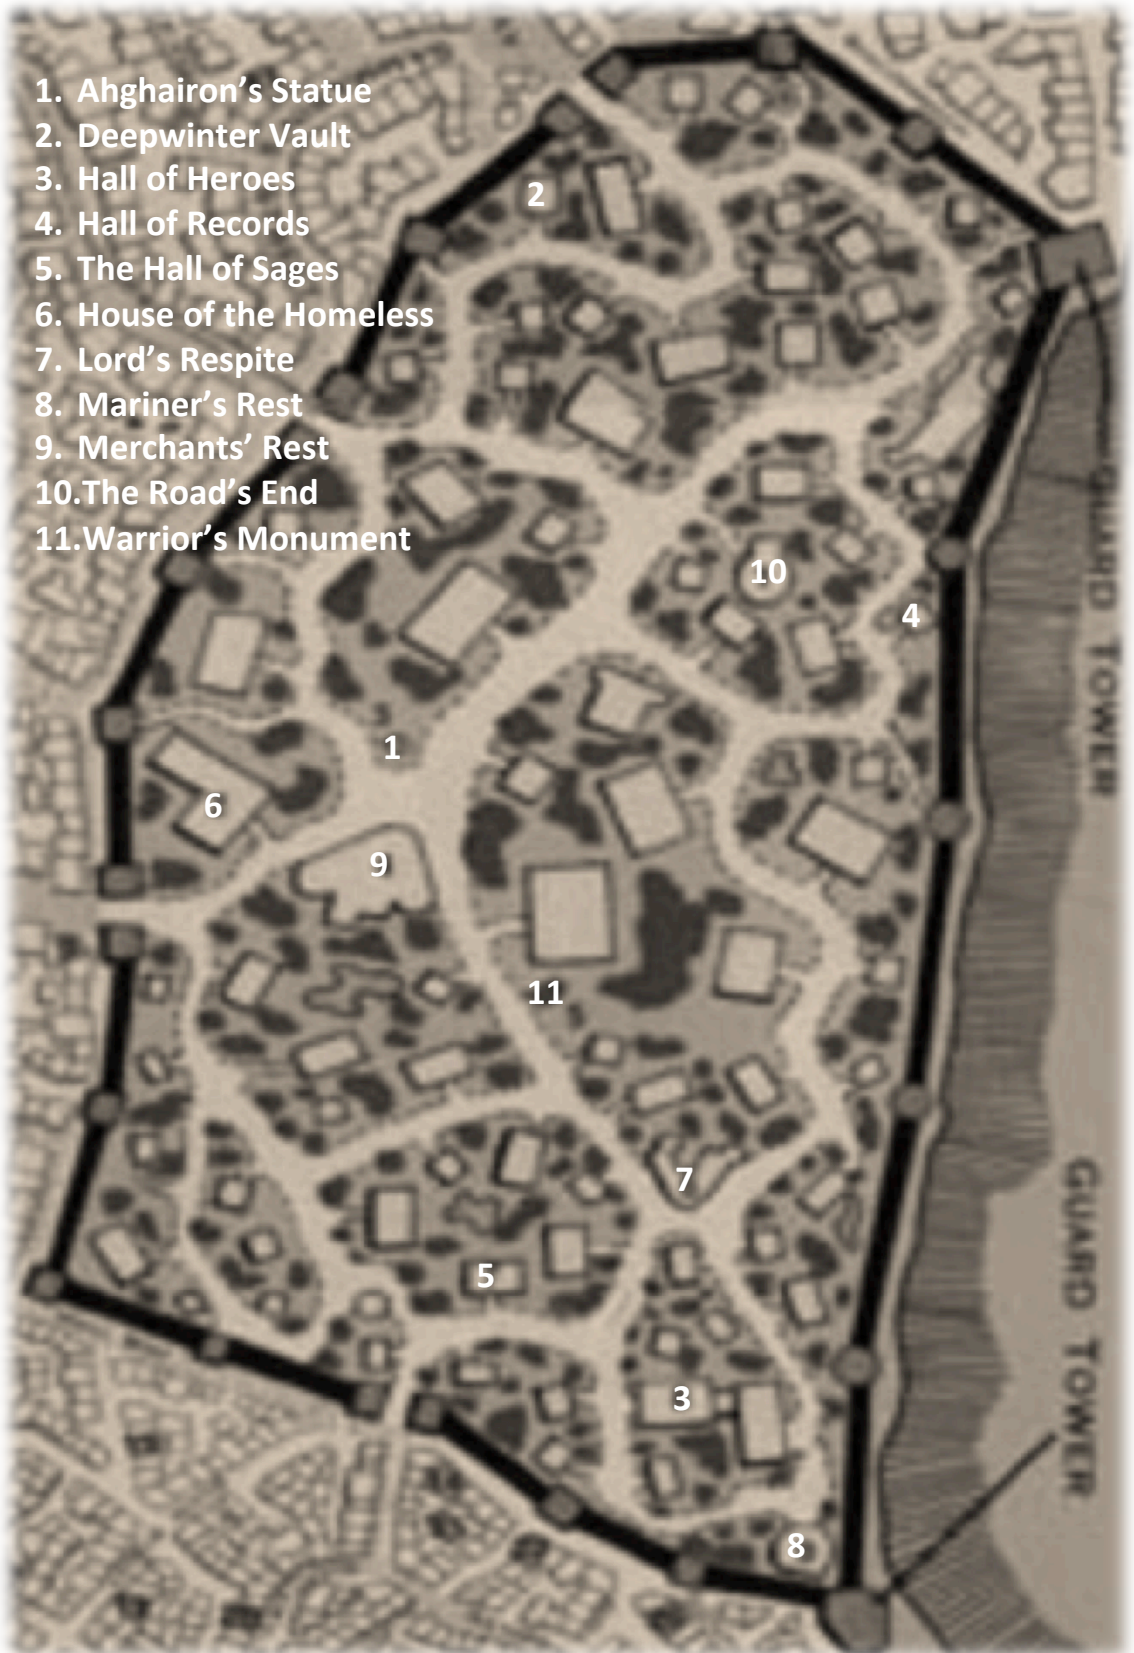 1. Ahghairon’s Statue
2. Deepwinter Vault
3. Hall of Heroes
4. Hall of Records
5. The Hall of Sages
6. House of the Homeless
7. Lord’s Respite
8. Mariner’s Rest
9. Merchants’ Rest
10.The Road’s End
11.Warrior’s Monument
2
10
4
1
6
9
11
7
5
3
8
GUARD TOWER
GUARD TOWER